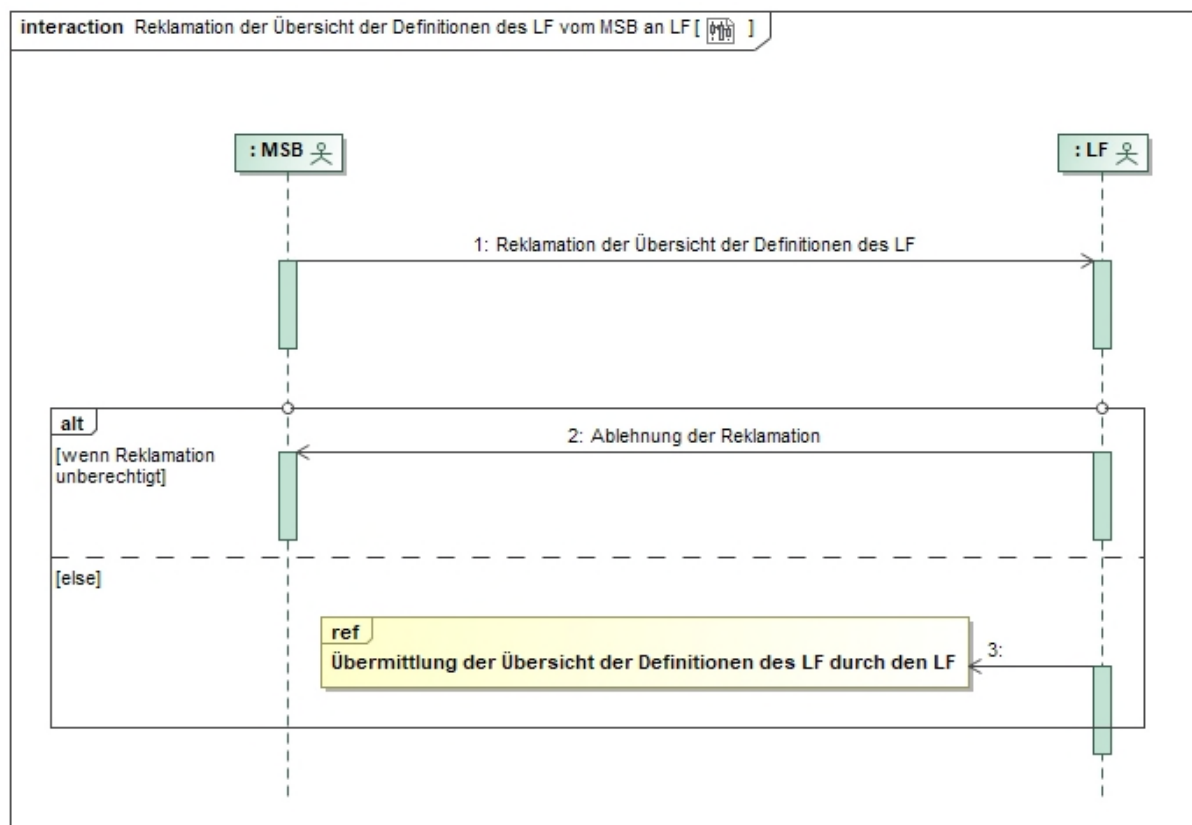 interaction Reklamation der Übersicht der Definitionen des LF vom MSB an LF [ ]
: MSB
: LF
1: Reklamation der Übersicht der Definitionen des LF
alt
2: Ablehnung der Reklamation
[wenn Reklamation
unberechtigt]
[else]
ref
3:
Übermittlung der Übersicht der Definitionen des LF durch den LF